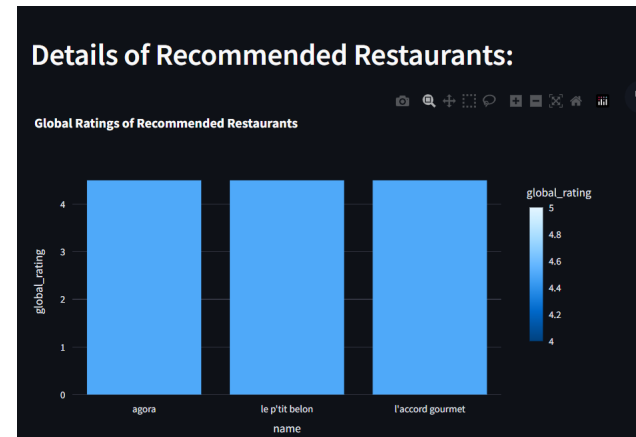 Details of Recommended Restaurants:
Global Ratings of Recommended Restaurants
global_rating
5
4.8
4.6
4.4
4.2
4
global_rating
4
3
2
1
0
agora
le p'tit belon
l'accord gourmet
name